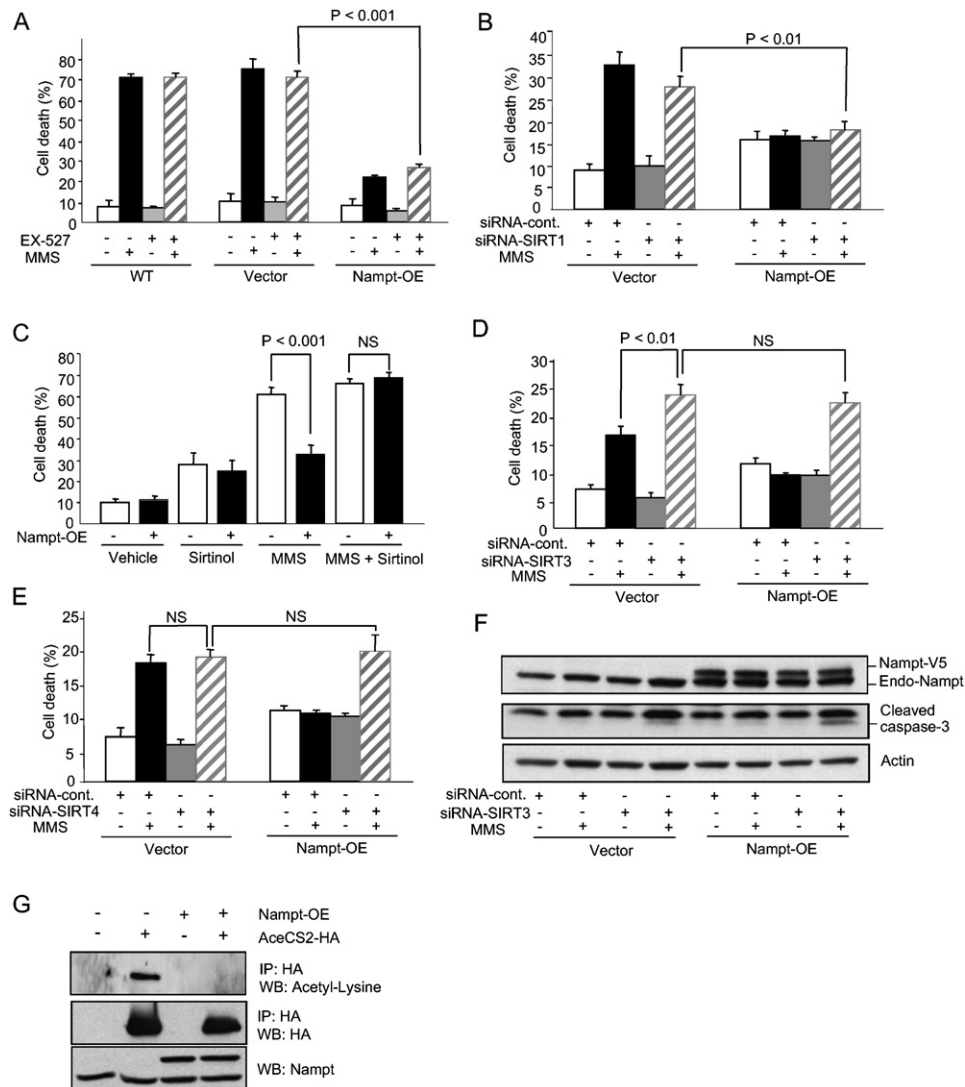 A
P < 0.001
Cell death (%)
80
70
60
50
40
30
20
10
0
EX-527 - - + + - - + + - - + +
MMS - + - + - + - + - + - +
WT Vector Nampt-OE
B
P < 0.01
Cell death (%)
40
35
30
25
20
15
10
5
0
siRNA-cont. + + - - + + - -
siRNA-SIRT1 - - + + - - + +
MMS - + - + - + - +
Vector Nampt-OE
C
P < 0.001
NS
Cell death (%)
80
70
60
50
40
30
20
10
0
Nampt-OE - + - + - + - +
Vehicle Sirtinol MMS MMS + Sirtinol
D
P < 0.01
NS
Cell death (%)
30
25
20
15
10
5
0
siRNA-cont. + + - - + + - -
siRNA-SIRT3 - - + + - - + +
MMS - + - + - + - +
Vector Nampt-OE
E
NS
NS
Cell death (%)
25
20
15
10
5
0
siRNA-cont. + + - - + + - -
siRNA-SIRT4 - - + + - - + +
MMS - + - + - + - +
Vector Nampt-OE
F
Nampt-V5
Endo-Nampt
Cleaved
caspase-3
Actin
siRNA-cont. + + - - + + - -
siRNA-SIRT3 - - + + - - + +
MMS - + - + - + - +
Vector Nampt-OE
G
- - + + Nampt-OE
- + - + AceCS2-HA
IP: HA
WB: Acetyl-Lysine
IP: HA
WB: HA
WB: Nampt